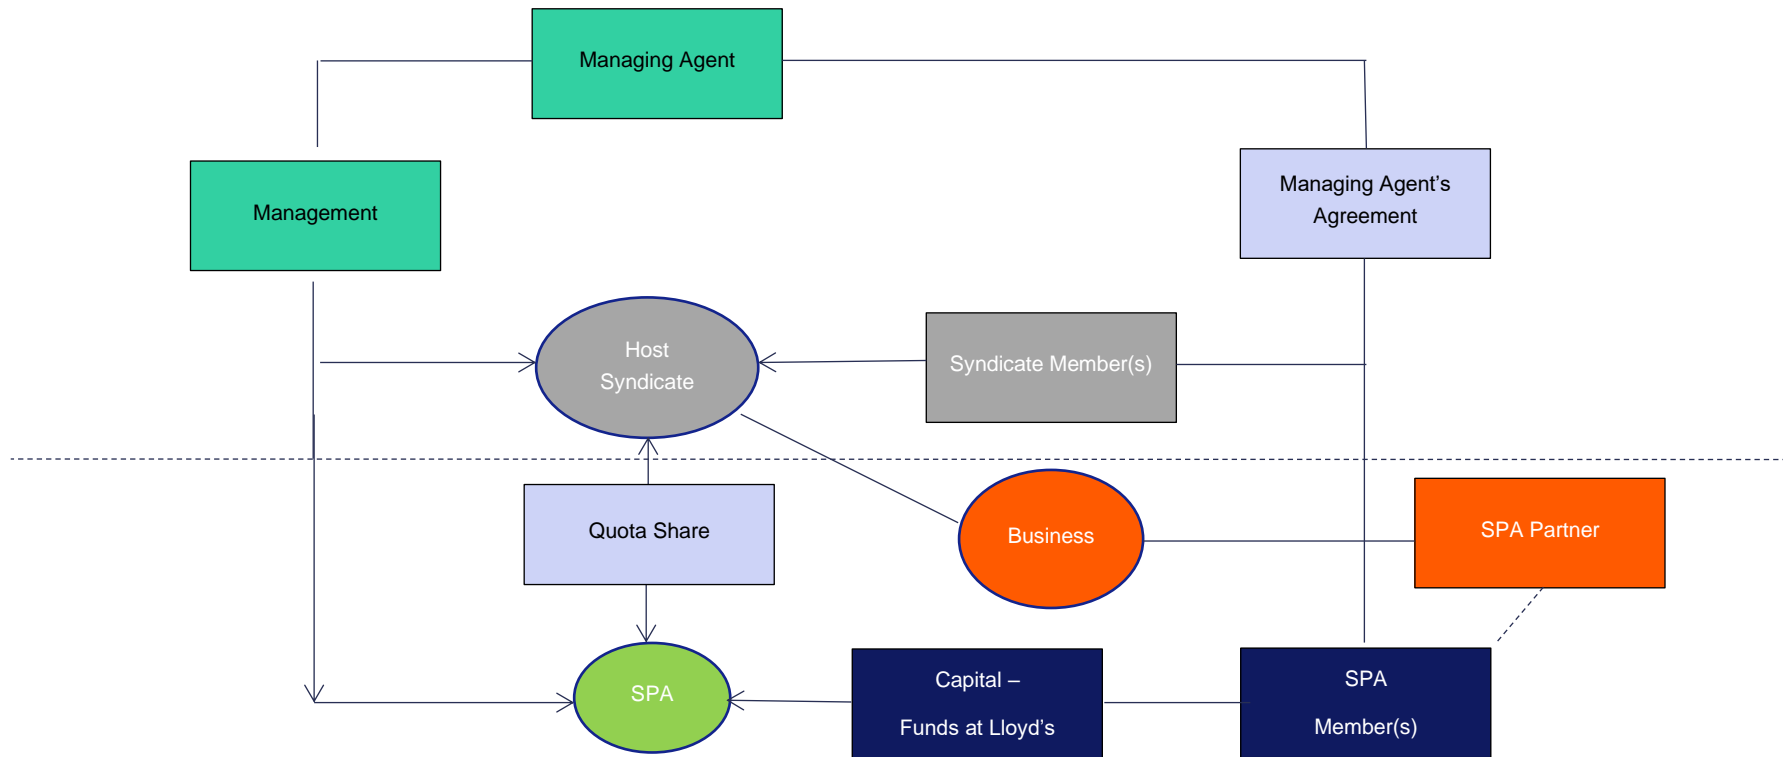 Managing Agent
Management
Managing Agent’s
Agreement
Host
Syndicate
Syndicate Member(s)
Quota Share
Business
SPA Partner
SPA
Capital –
Funds at Lloyd’s
SPA
Member(s)